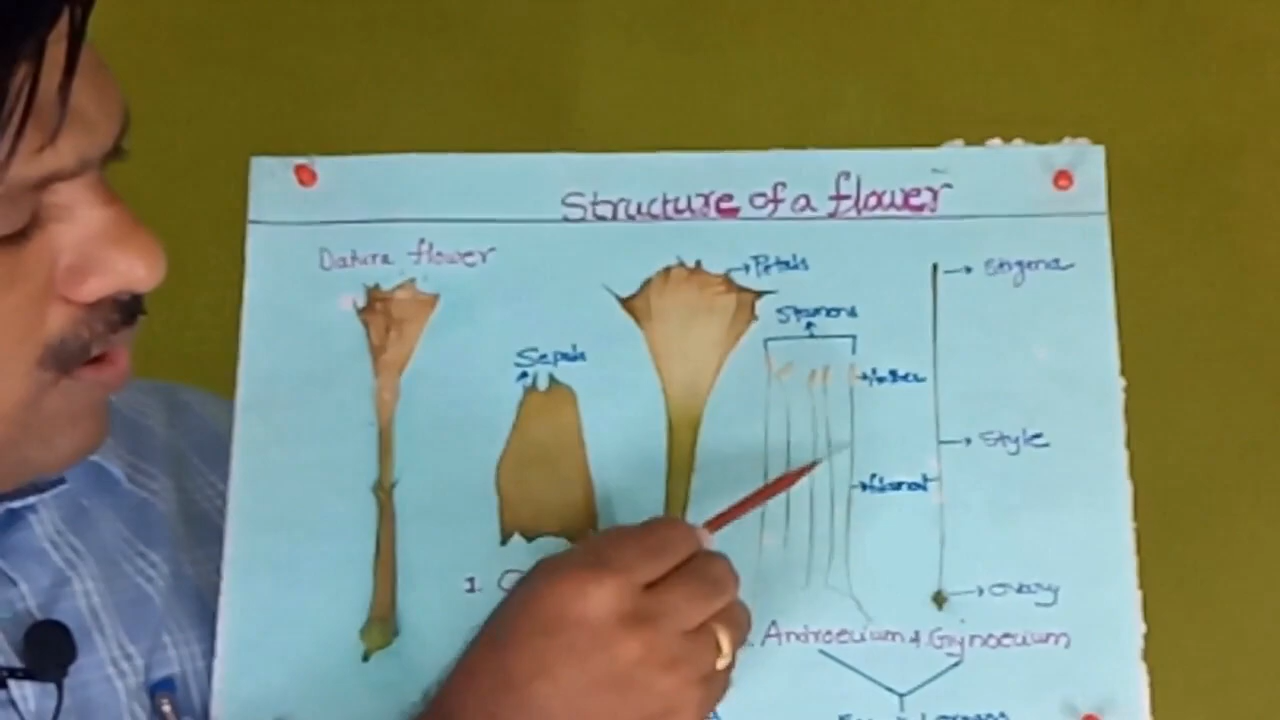 Structure of a flower
Datura flower
Petals
Stigma
Stamens
Sepals
Anther
Style
filament
ovary
1.
Androecium & Gynoecium